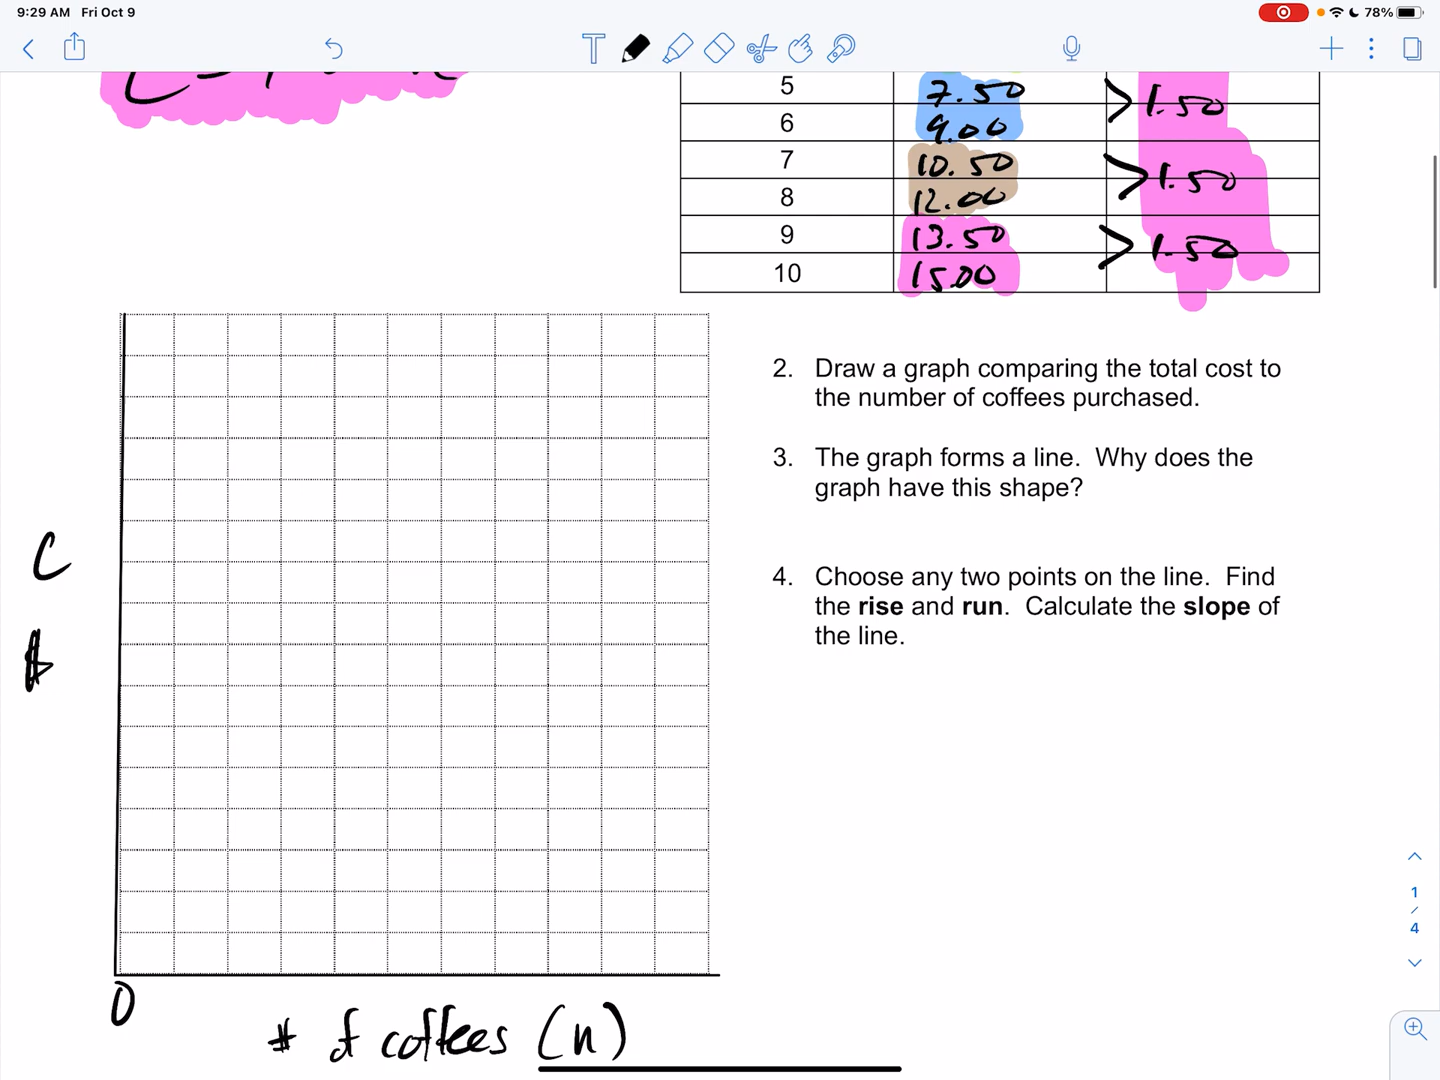 9:29 AM Fri Oct 9
78%
T
5 7.50 > 1.50
6 9.00
7 10.50 > 1.50
8 12.00
9 13.50 > 1.50
10 15.00
2. Draw a graph comparing the total cost to
the number of coffees purchased.
3. The graph forms a line. Why does the
graph have this shape?
4. Choose any two points on the line. Find
the rise and run. Calculate the slope of
the line.
C
$
0
# of coffees (n)
1
/
4